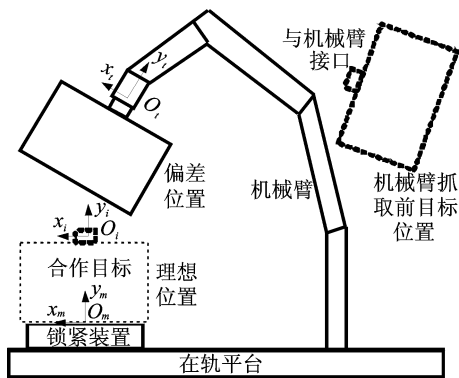 与机械臂
接口
x_t
y_t
O_t
偏差
位置
机械臂
机械臂抓
取前目标
位置
y_i
x_i
O_i
合作目标
理想
位置
y_m
x_m
O_m
锁紧装置
在轨平台